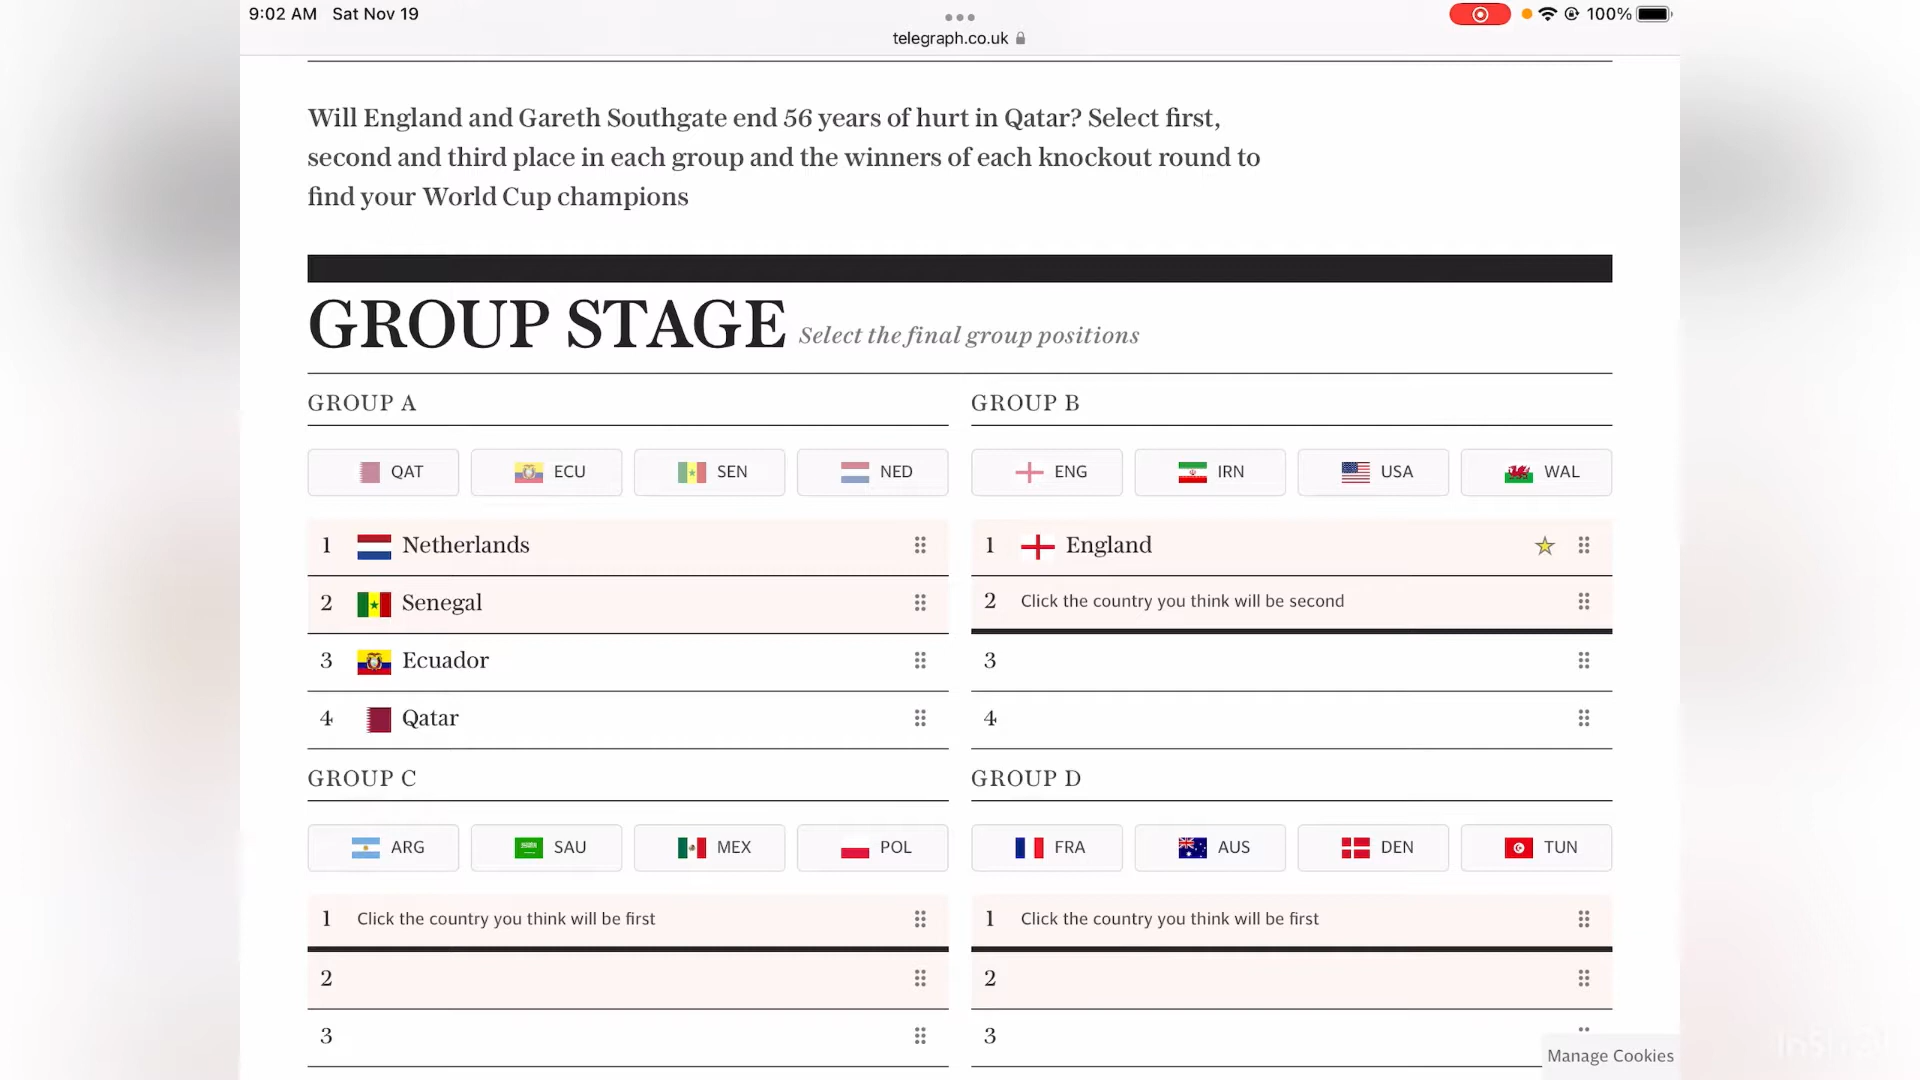 9:02 AM Sat Nov 19
100%
telegraph.co.uk
Will England and Gareth Southgate end 56 years of hurt in Qatar? Select first,
second and third place in each group and the winners of each knockout round to
find your World Cup champions
GROUP STAGE Select the final group positions
GROUP A
QAT ECU SEN NED
1 Netherlands
2 Senegal
3 Ecuador
4 Qatar
GROUP B
ENG IRN USA WAL
1 England
2 Click the country you think will be second
3
4
GROUP C
ARG SAU MEX POL
1 Click the country you think will be first
2
3
GROUP D
FRA AUS DEN TUN
1 Click the country you think will be first
2
3
Manage Cookies